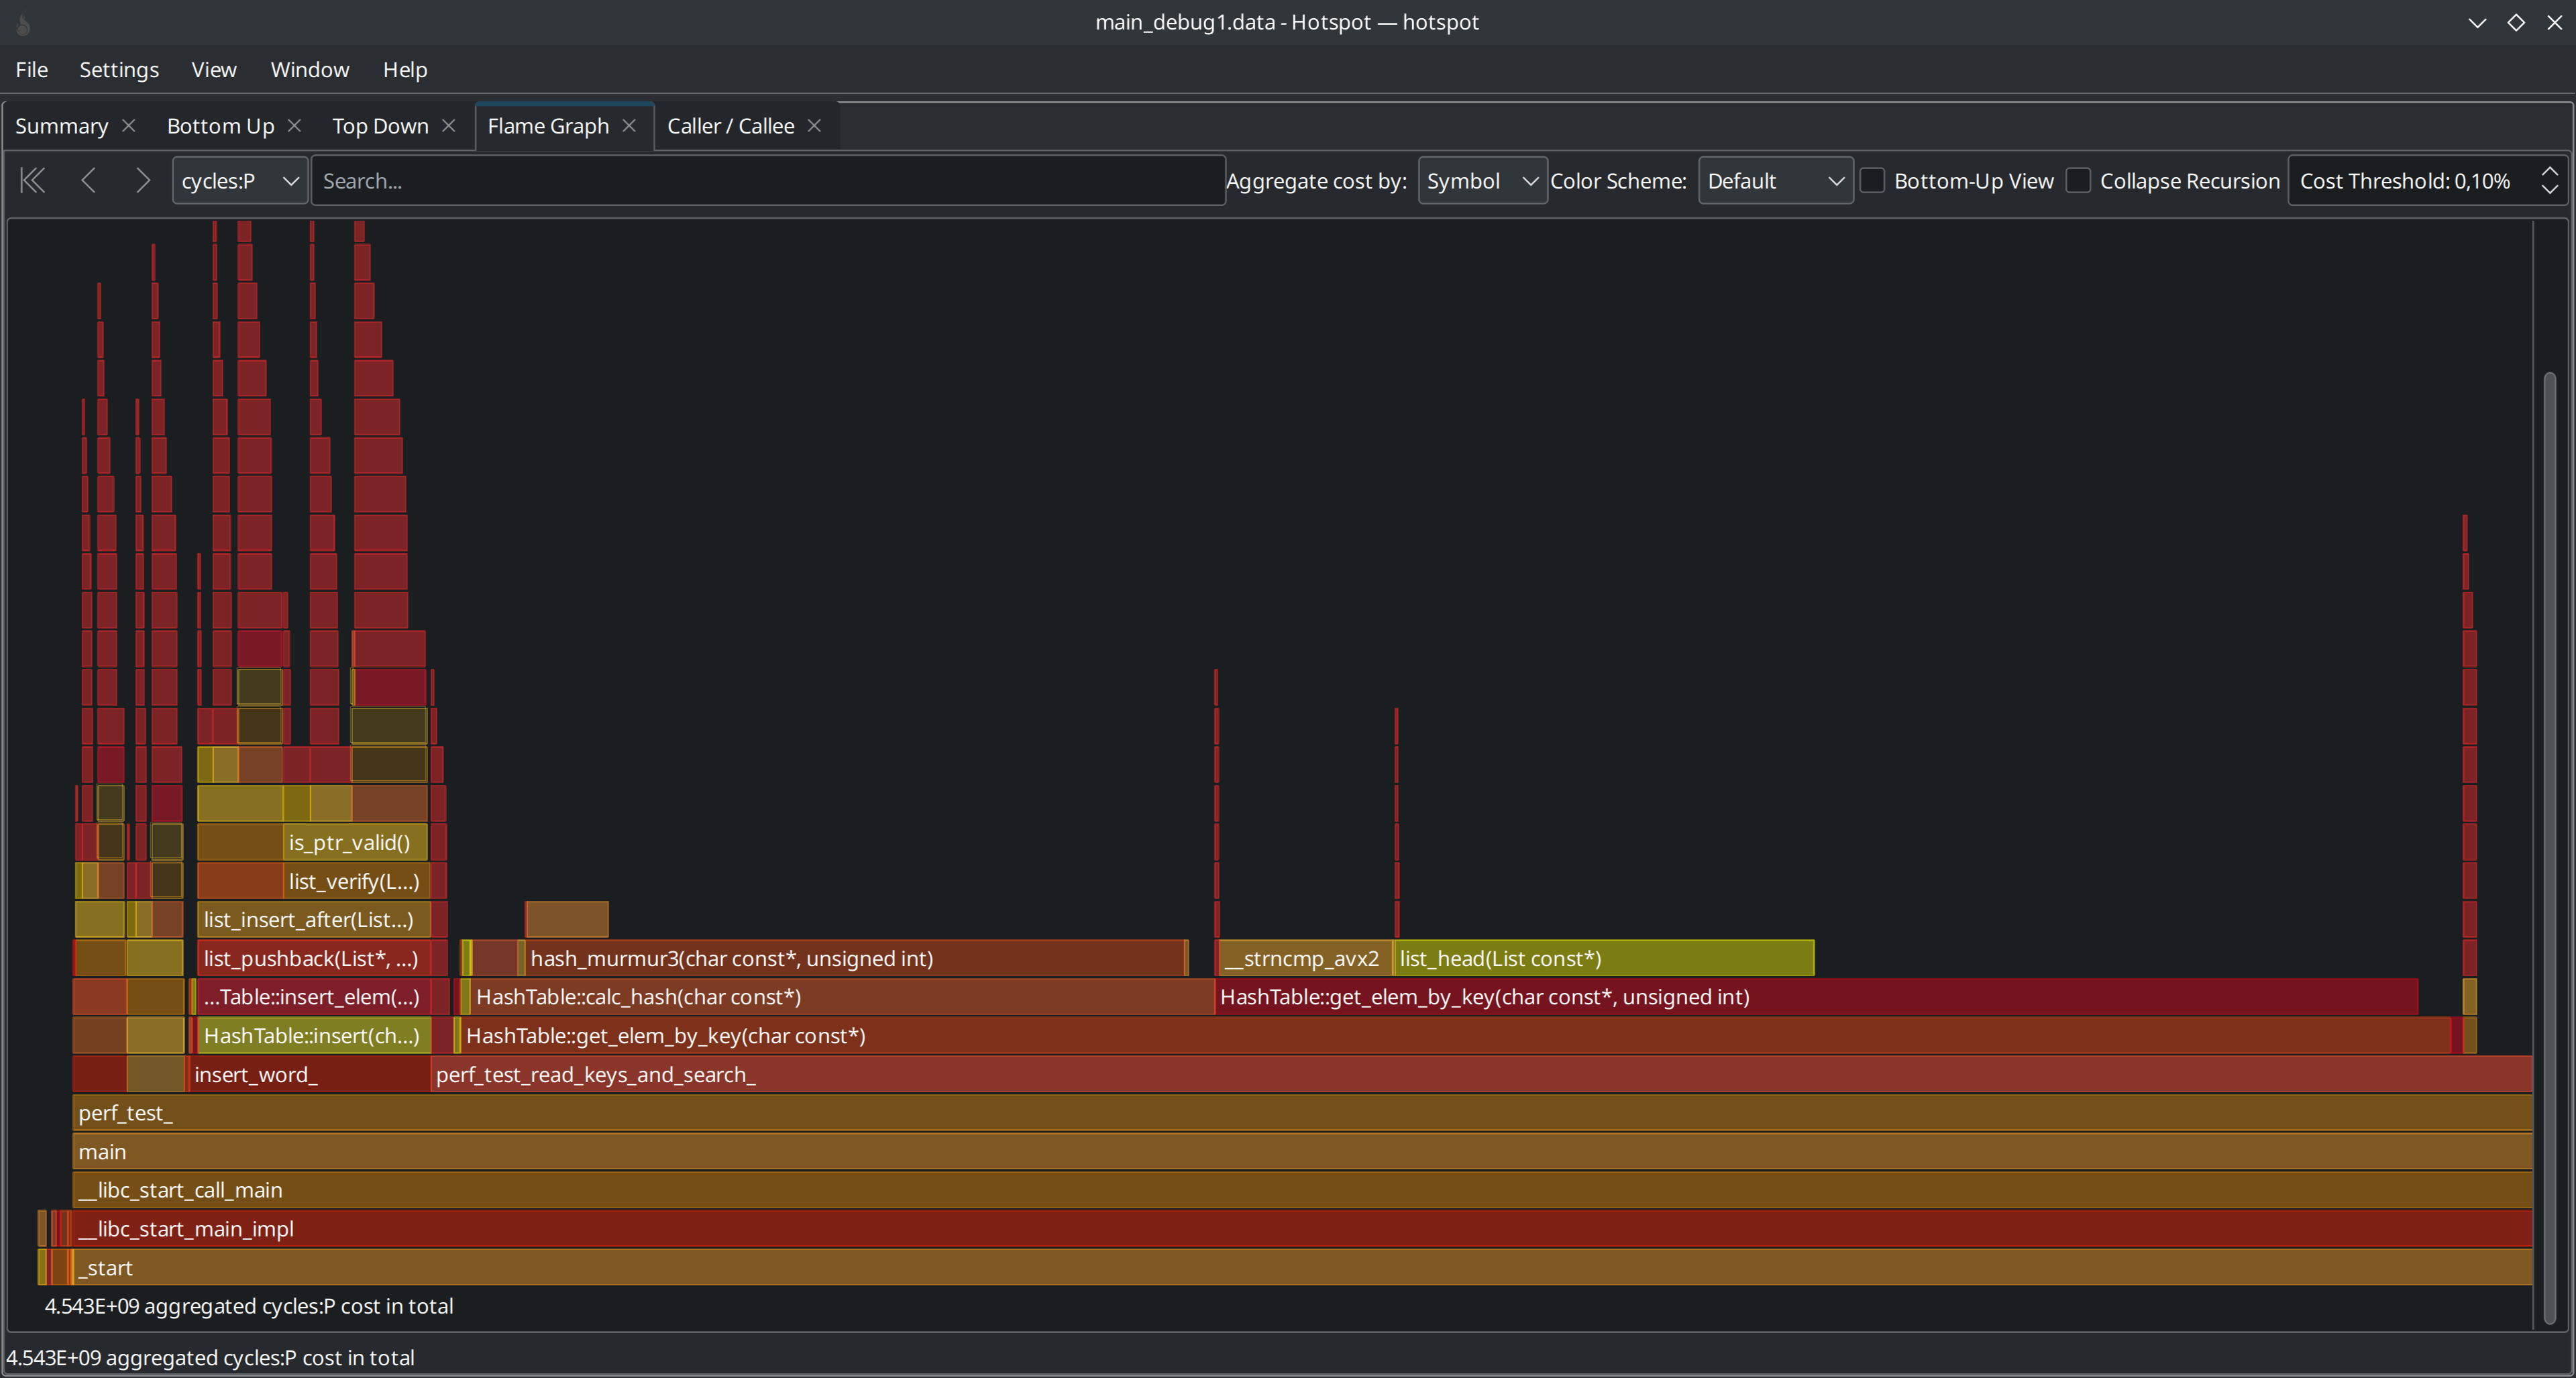 main_debug1.data - Hotspot — hotspot
File Settings View Window Help
Summary Bottom Up Top Down Flame Graph Caller / Callee
cycles:P Search... Aggregate cost by: Symbol Color Scheme: Default Bottom-Up View Collapse Recursion Cost Threshold: 0,10%
is_ptr_valid()
list_verify(L...)
list_insert_after(List...)
list_pushback(List*, ...) hash_murmur3(char const*, unsigned int) __strncmp_avx2 list_head(List const*)
...Table::insert_elem(...) HashTable::calc_hash(char const*) HashTable::get_elem_by_key(char const*, unsigned int)
HashTable::insert(ch...) HashTable::get_elem_by_key(char const*)
insert_word_ perf_test_read_keys_and_search_
perf_test_
main
__libc_start_call_main
__libc_start_main_impl
_start
4.543E+09 aggregated cycles:P cost in total
4.543E+09 aggregated cycles:P cost in total